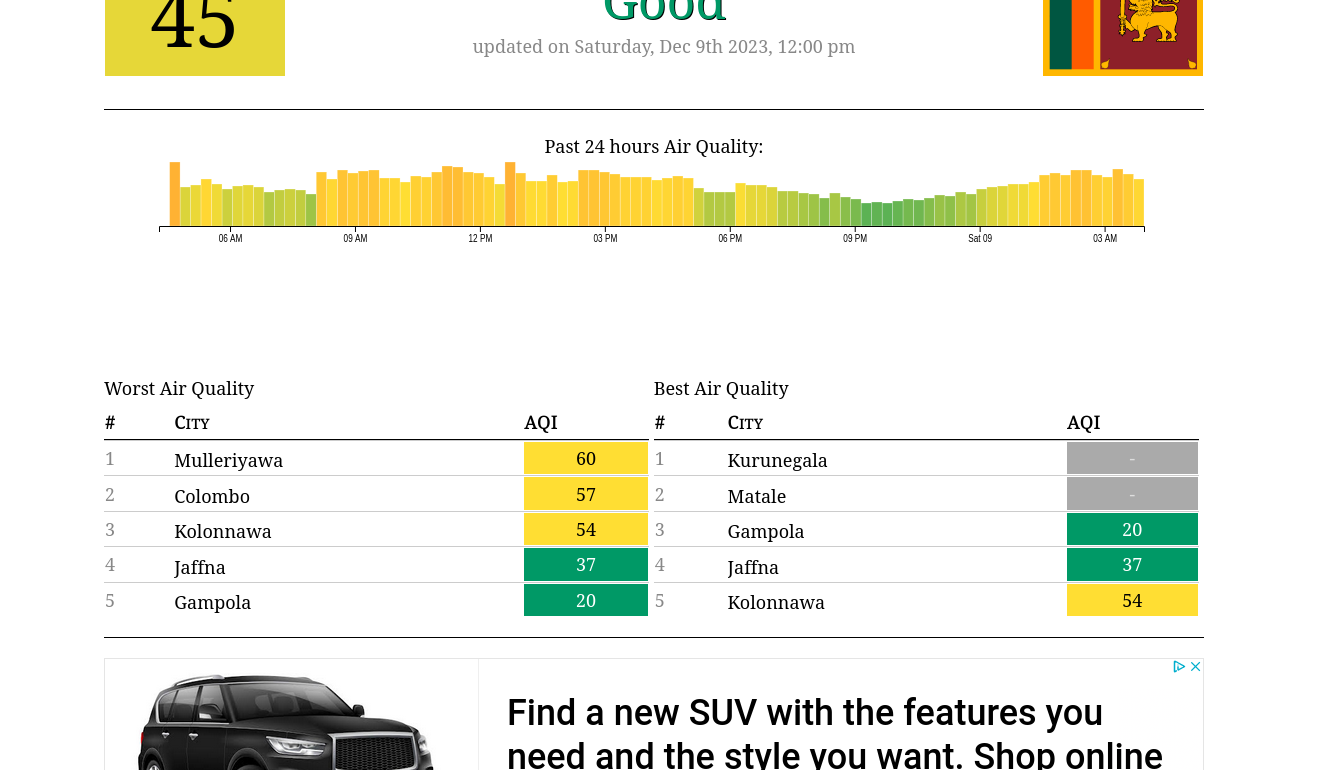 45
Good
updated on Saturday, Dec 9th 2023, 12:00 pm
Past 24 hours Air Quality:
06 AM 09 AM 12 PM 03 PM 06 PM 09 PM Sat 09 03 AM
Worst Air Quality
# City AQI
1 Mulleriyawa 60
2 Colombo 57
3 Kolonnawa 54
4 Jaffna 37
5 Gampola 20
Best Air Quality
# City AQI
1 Kurunegala -
2 Matale -
3 Gampola 20
4 Jaffna 37
5 Kolonnawa 54
Find a new SUV with the features you
need and the style you want. Shop online